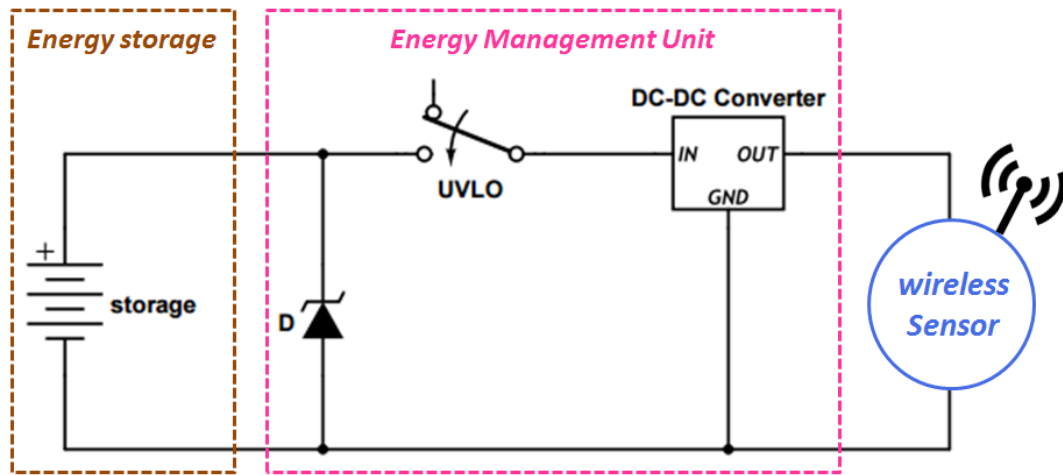 Energy storage
Energy Management Unit
DC-DC Converter
IN OUT
GND
UVLO
+
storage
D
wireless
Sensor